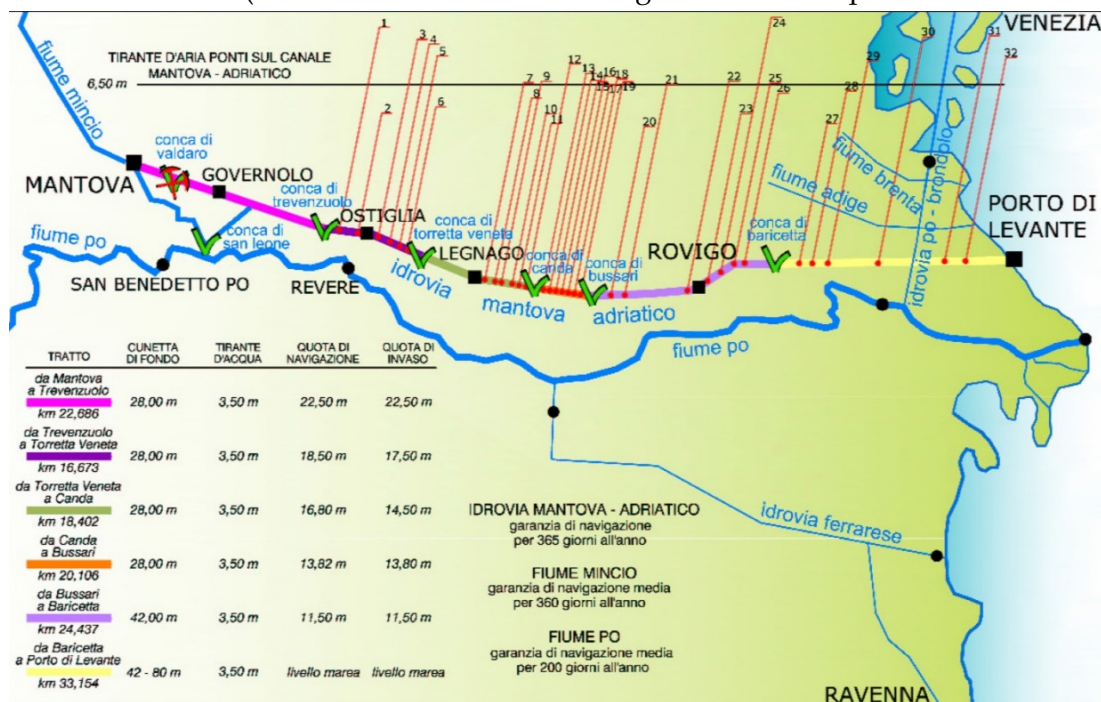 VENEZIA
TIRANTE D'ARIA PONTI SUL CANALE
MANTOVA - ADRIATICO
6,50 m
1
2
3
4
5
6
7
8
9
10
11
12
13
14
15
16
17
18
19
20
21
22
23
24
25
26
27
28
29
30
31
32
fiume mincio
conca di
valdaro
MANTOVA
GOVERNOLO
conca di
trevenzuolo
OSTIGLIA
conca di
san leone
fiume po
SAN BENEDETTO PO
REVERE
conca di
torretta veneta
LEGNAGO
conca di
canda
conca di
bussari
ROVIGO
conca di
baricetta
idrovia
mantova
adriatico
fiume po
fiume brenta
fiume adige
idrovia po - brondolo
PORTO DI
LEVANTE
TRATTO
CUNETTA
DI FONDO
TIRANTE
D'ACQUA
QUOTA DI
NAVIGAZIONE
QUOTA DI
INVASO
da Mantova
a Trevenzuolo
km 22,686
28,00 m 3,50 m 22,50 m 22,50 m
da Trevenzuolo
a Torretta Veneta
km 16,673
28,00 m 3,50 m 18,50 m 17,50 m
da Torretta Veneta
a Canda
km 18,402
28,00 m 3,50 m 16,80 m 14,50 m
da Canda
a Bussari
km 20,106
28,00 m 3,50 m 13,82 m 13,80 m
da Bussari
a Baricetta
km 24,437
42,00 m 3,50 m 11,50 m 11,50 m
da Baricetta
a Porto di Levante
km 33,154
42 - 80 m 3,50 m livello marea livello marea
IDROVIA MANTOVA - ADRIATICO
garanzia di navigazione
per 365 giorni all'anno
FIUME MINCIO
garanzia di navigazione media
per 360 giorni all'anno
FIUME PO
garanzia di navigazione media
per 200 giorni all'anno
idrovia ferrarese
RAVENNA